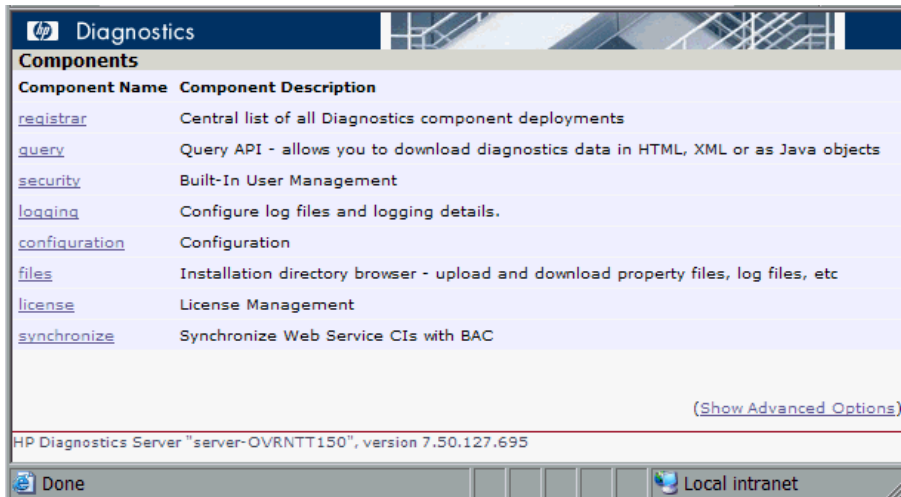 hp Diagnostics
Components
Component Name Component Description
registrar Central list of all Diagnostics component deployments
query Query API - allows you to download diagnostics data in HTML, XML or as Java objects
security Built-In User Management
logging Configure log files and logging details.
configuration Configuration
files Installation directory browser - upload and download property files, log files, etc
license License Management
synchronize Synchronize Web Service CIs with BAC
(Show Advanced Options)
HP Diagnostics Server "server-OVRNTT150", version 7.50.127.695
Done Local intranet